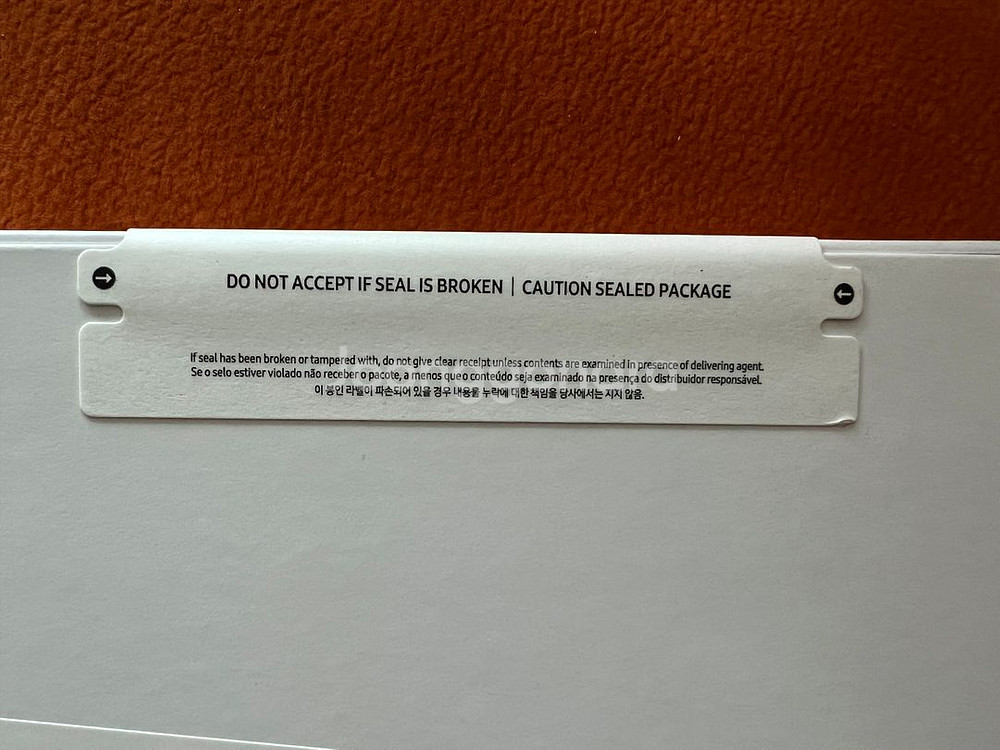 DO NOT ACCEPT IF SEAL IS BROKEN | CAUTION SEALED PACKAGE
If seal has been broken or tampered with, do not give clear receipt unless contents are examined in presence of delivering agent.
Se o selo estiver violado não receber o pacote, a menos que o conteúdo seja examinado na presença do distribuidor responsável.
이 봉인 라벨이 파손되어 있을 경우 내용물 누락에 대한 책임을 당사에서는 지지 않음.